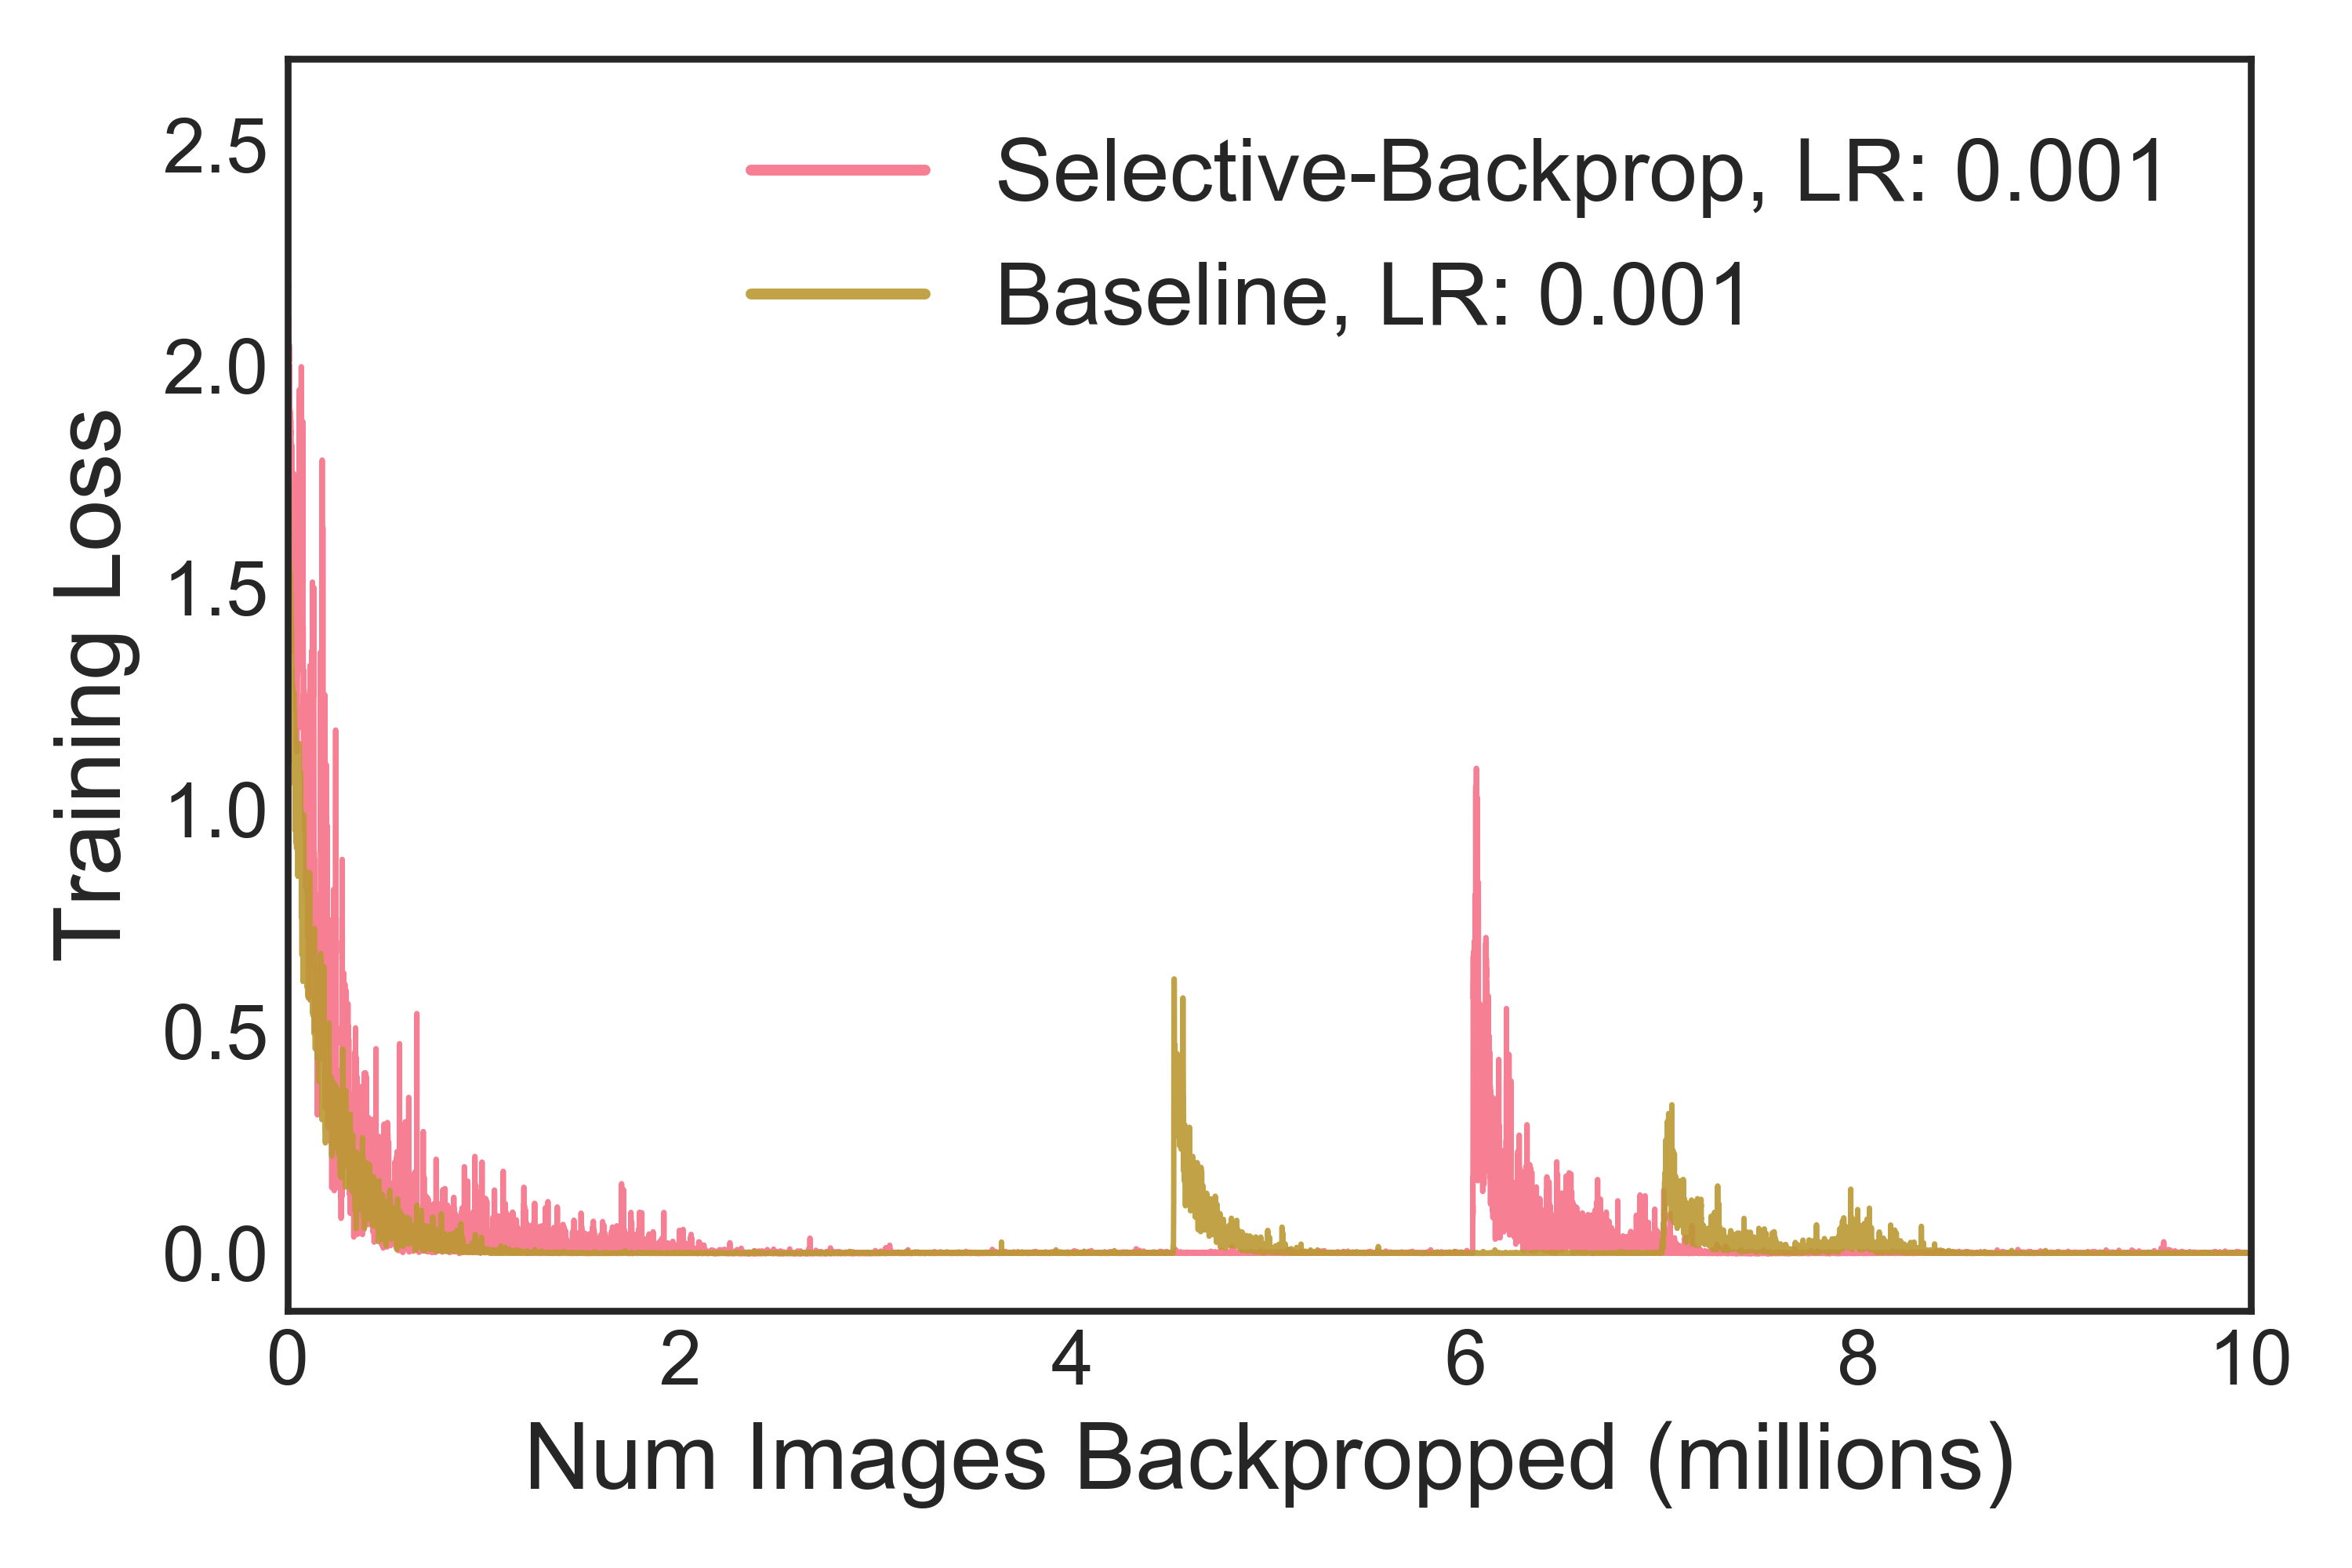 Selective-Backprop, LR: 0.001
Baseline, LR: 0.001
Training Loss
2.5
2.0
1.5
1.0
0.5
0.0
0 2 4 6 8 10
Num Images Backpropped (millions)